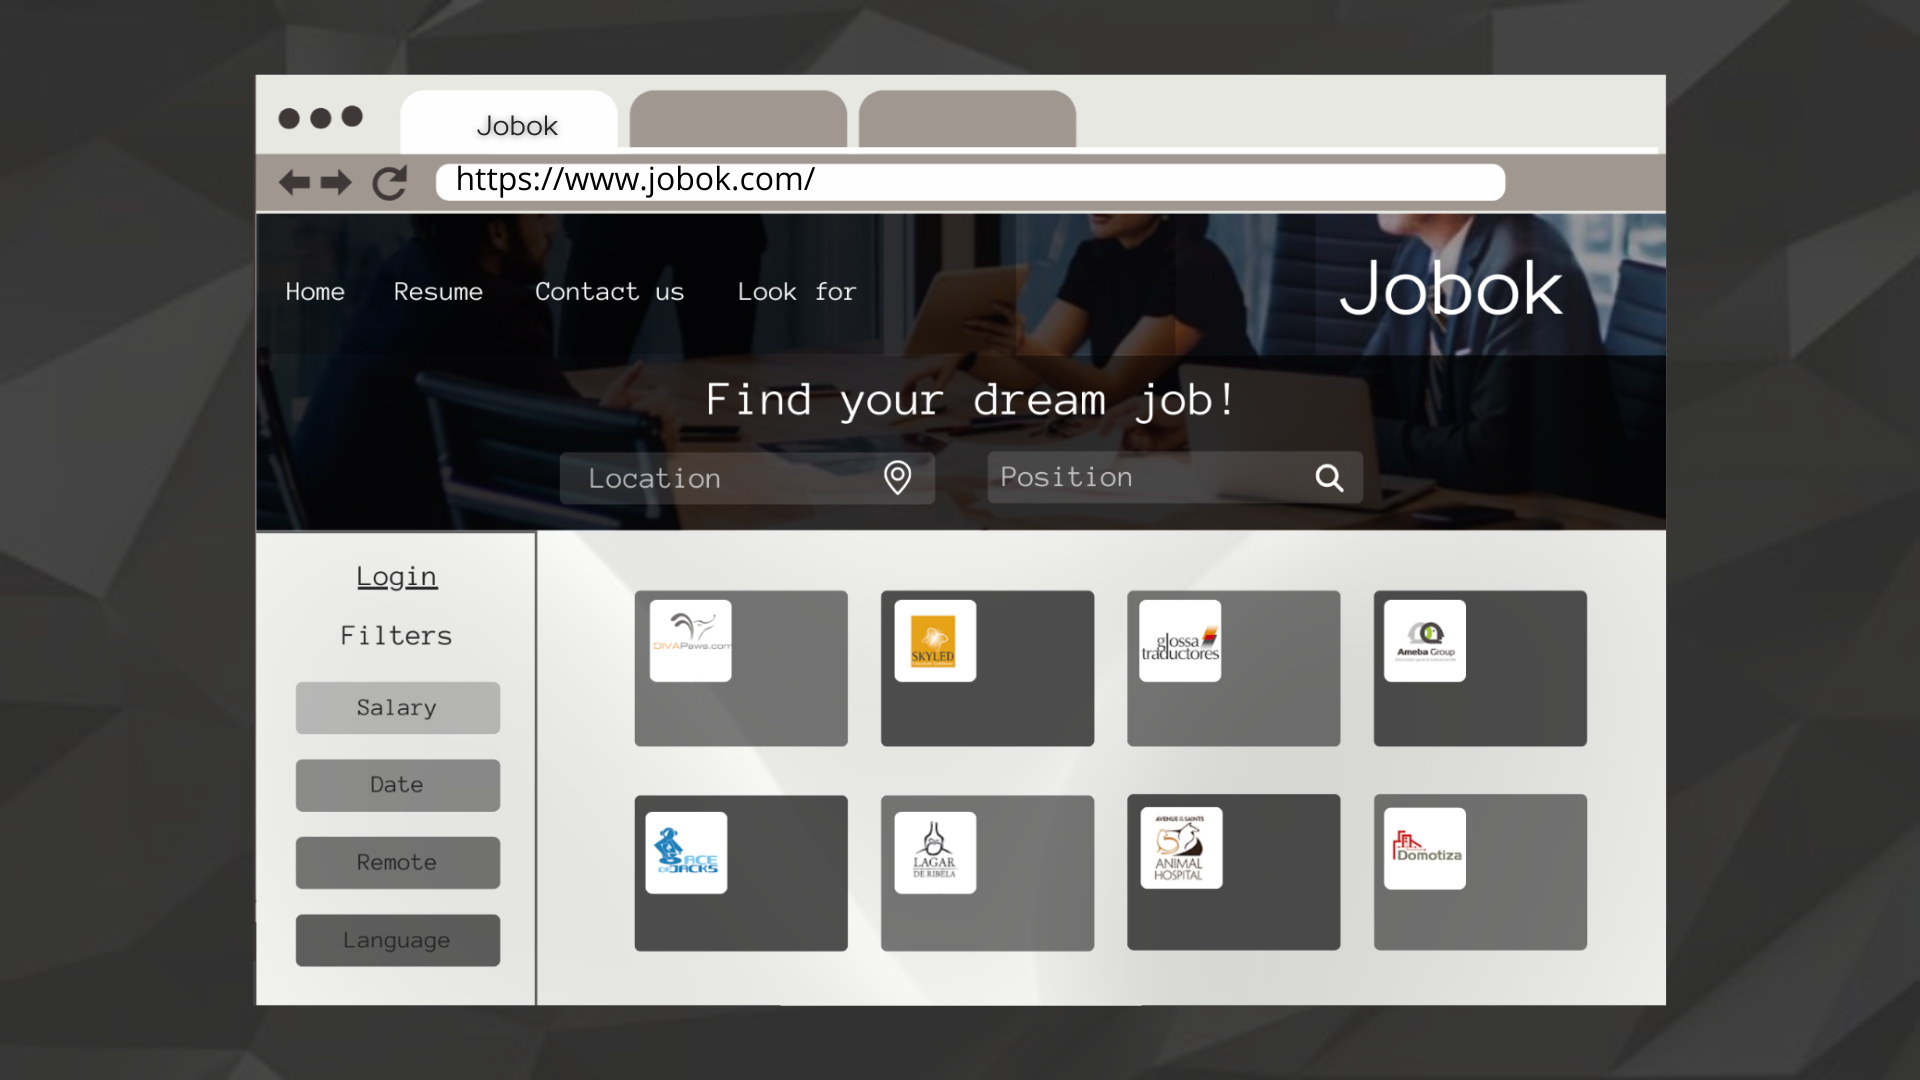 Jobok
https://www.jobok.com/
Home Resume Contact us Look for
Jobok
Find your dream job!
Location
Position
Login
Filters
Salary
Date
Remote
Language
DIVAPaws.com
SKYLED
glossa
traductores
Ameba Group
ACE
OF JACKS
LAGAR
DE RIBELA
AVENUE OF THE SAINTS
ANIMAL
HOSPITAL
Domotiza